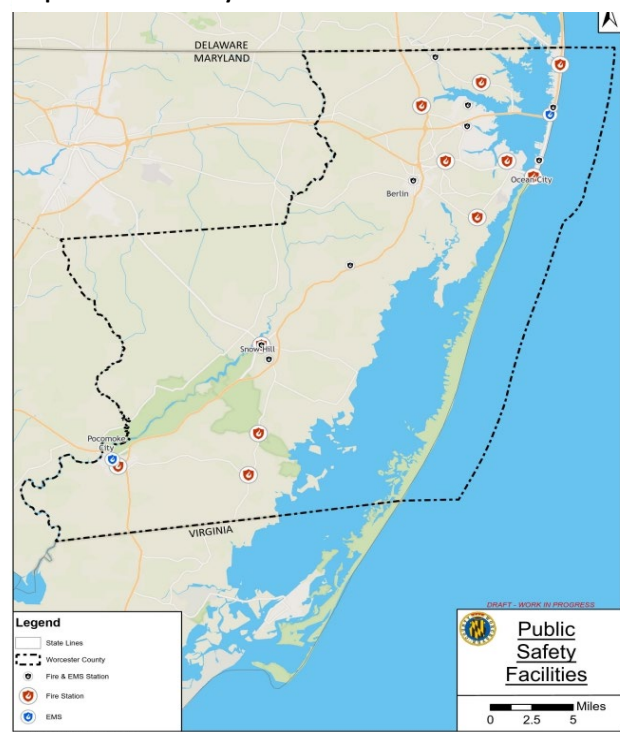 DELAWARE
MARYLAND
Ocean City
Berlin
Snow Hill
Pocomoke
City
VIRGINIA
DRAFT - WORK IN PROGRESS
Legend
State Lines
Worcester County
Fire & EMS Station
Fire Station
EMS
Public
Safety
Facilities
Miles
0 2.5 5